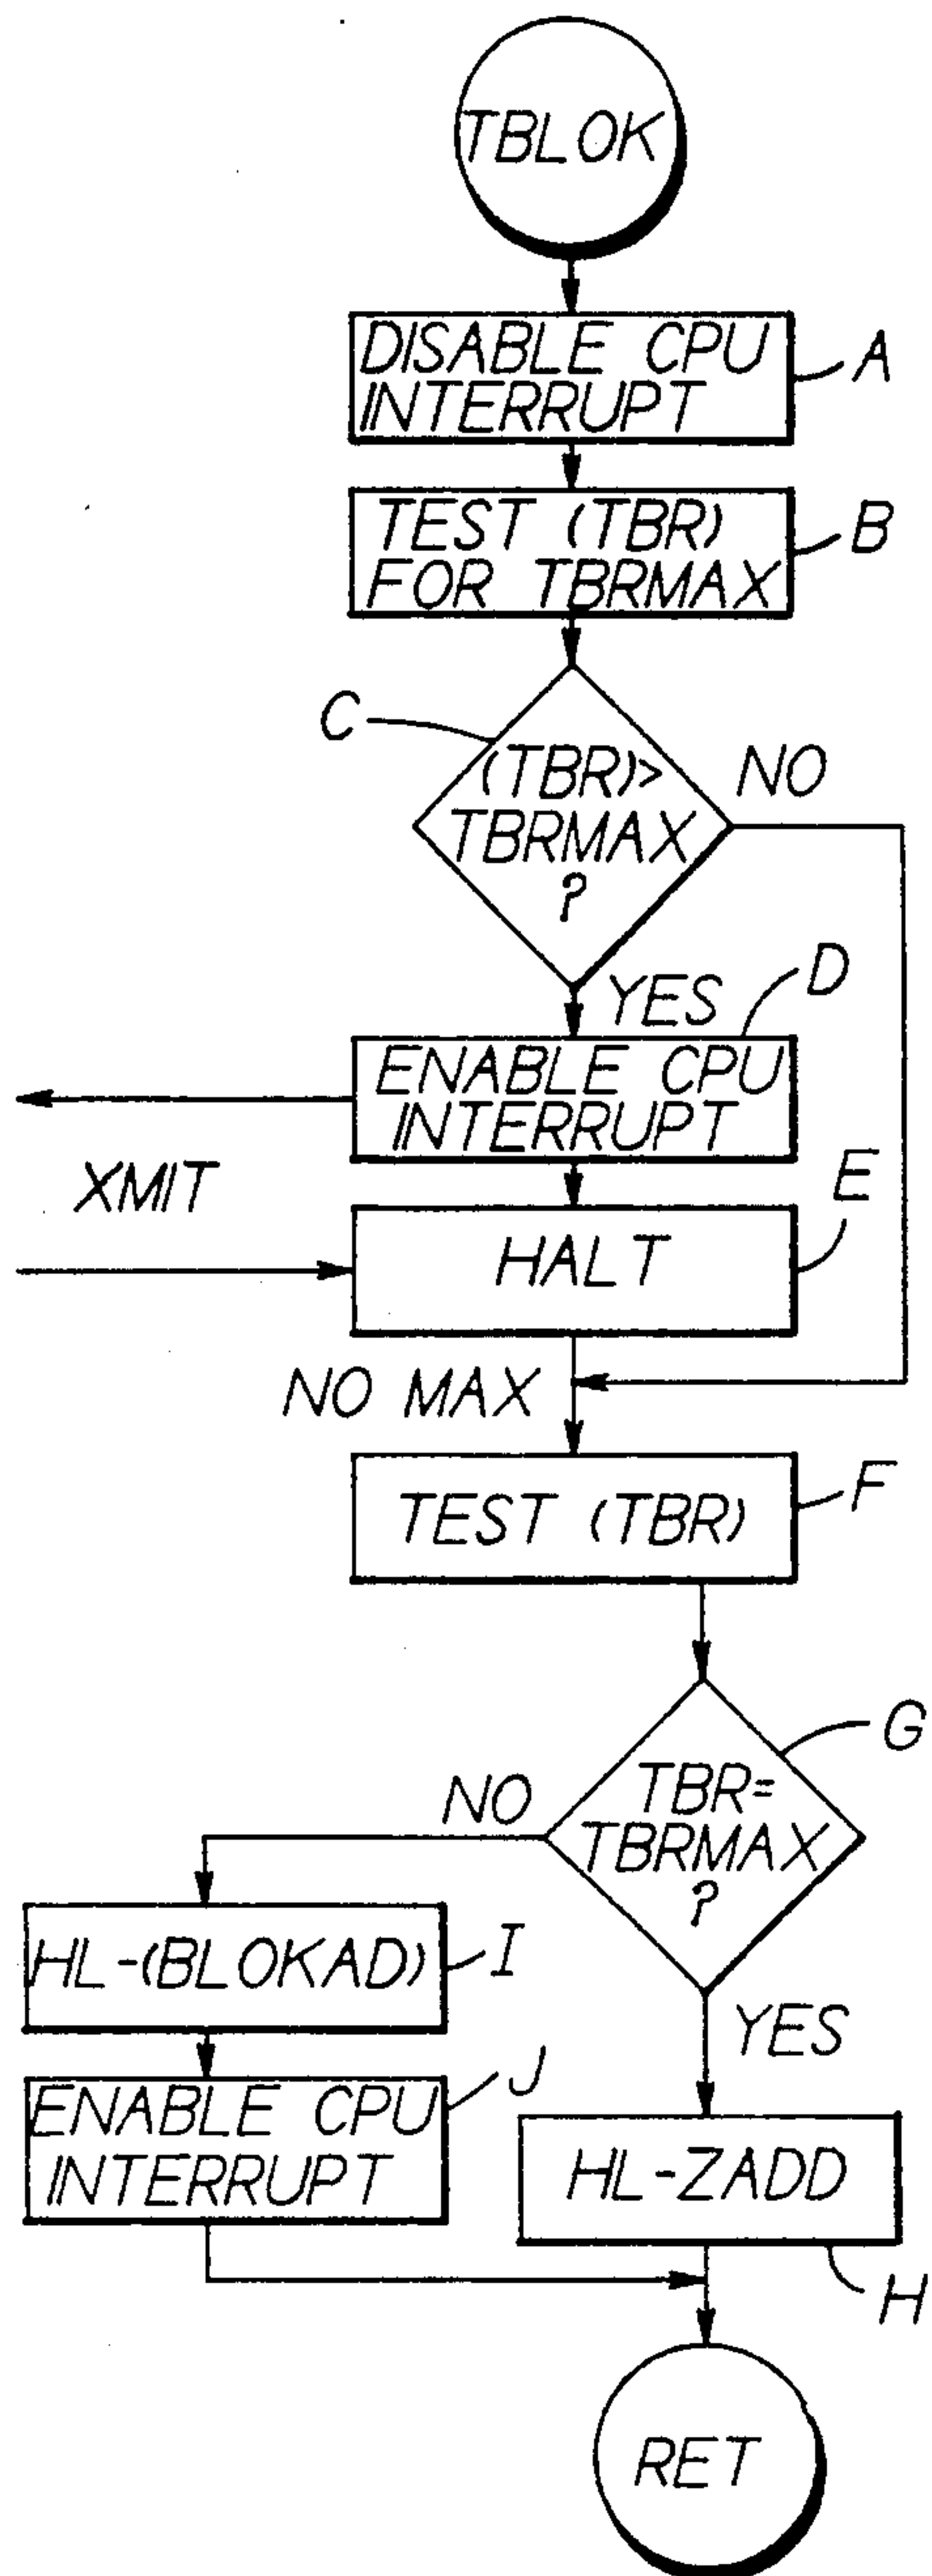 TBLOK
DISABLE CPU
INTERRUPT
A
TEST (TBR)
FOR TBRMAX
B
C
(TBR)>
TBRMAX
?
NO
YES
D
ENABLE CPU
INTERRUPT
XMIT
E
HALT
NO MAX
TEST (TBR)
F
G
TBR=
TBRMAX
?
NO
YES
HL-(BLOKAD)
I
ENABLE CPU
INTERRUPT
J
HL-ZADD
H
RET